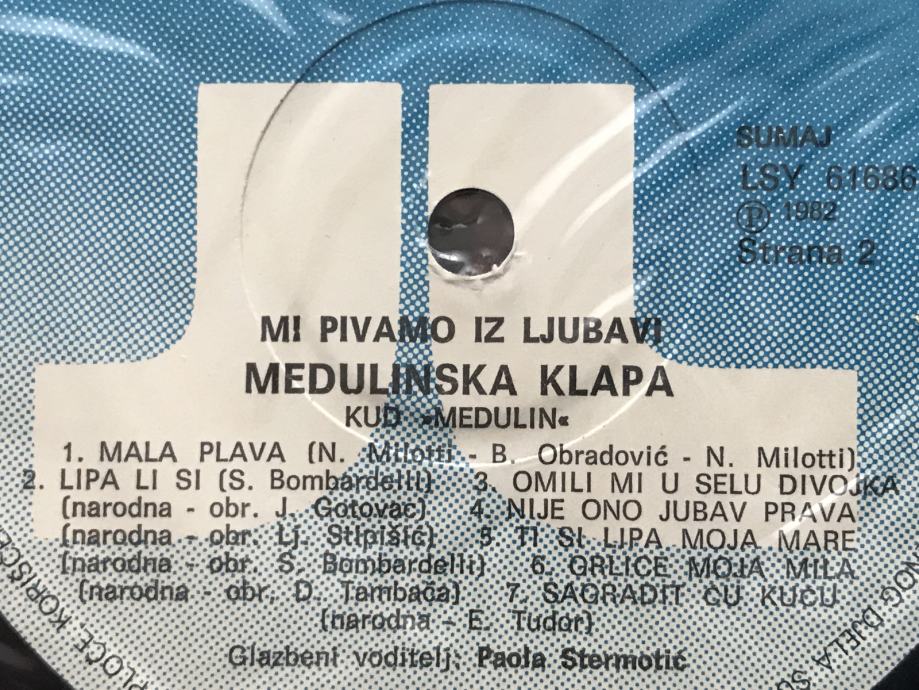 SUMAJ
LSY 61686
Ⓟ 1982
Strana 2
MI PIVAMO IZ LJUBAVI
MEDULINSKA KLAPA
KUD »MEDULIN«
1. MALA PLAVA (N. Milotti - B. Obradović - N. Milotti)
2. LIPA LI SI (S. Bombardelli) 3. OMILI MI U SELU DIVOJKA
(narodna - obr. J. Gotovac) 4. NIJE ONO JUBAV PRAVA
(narodna - obr. Lj. Stipišić) 5 TI SI LIPA MOJA MARE
(narodna - obr. S. Bombardelli) 6. GRLICE MOJA MILA
(narodna - obr. D. Tambača) 7. SAGRADIT ĆU KUĆU
(narodna - E. Tudor)
Glazbeni voditelj: Paola Stermotić
PLOČE
DJELA